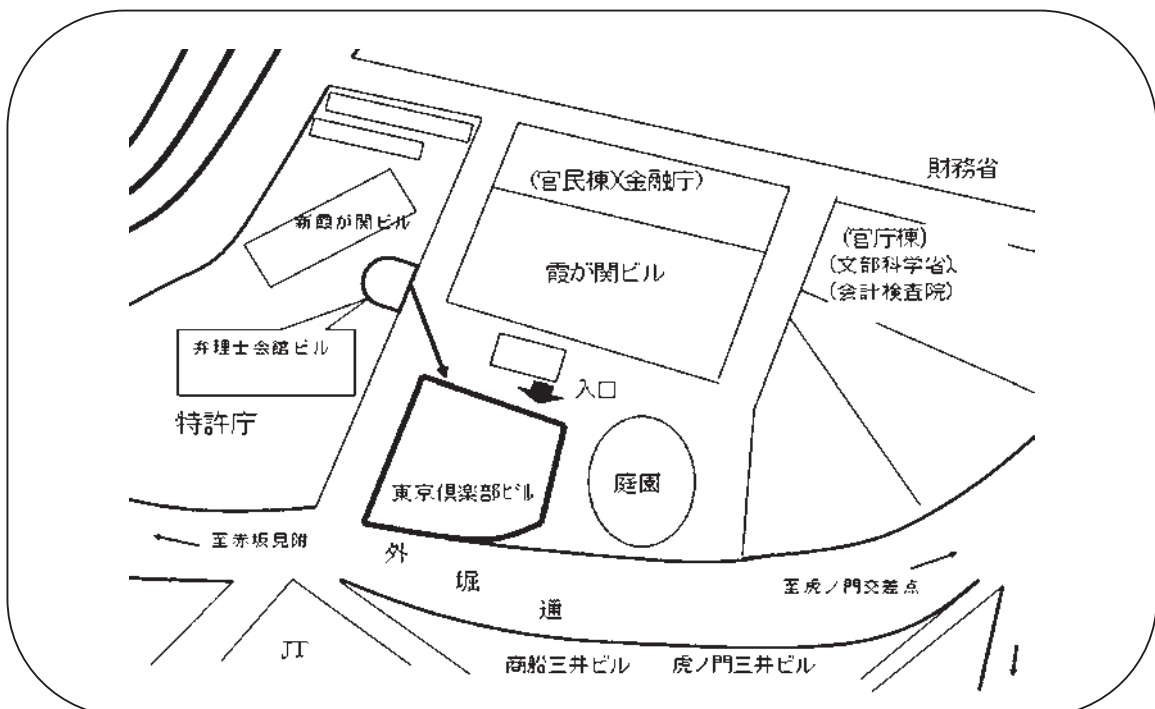 財務省
(官民棟)(金融庁)
新霞が関ビル
霞が関ビル
(官庁棟)
(文部科学省)、
(会計検査院)
弁理士会館ビル
入口
特許庁
東京倶楽部ビル
庭園
至赤坂見附
外堀通
至虎ノ門交差点
JT
商船三井ビル
虎ノ門三井ビル